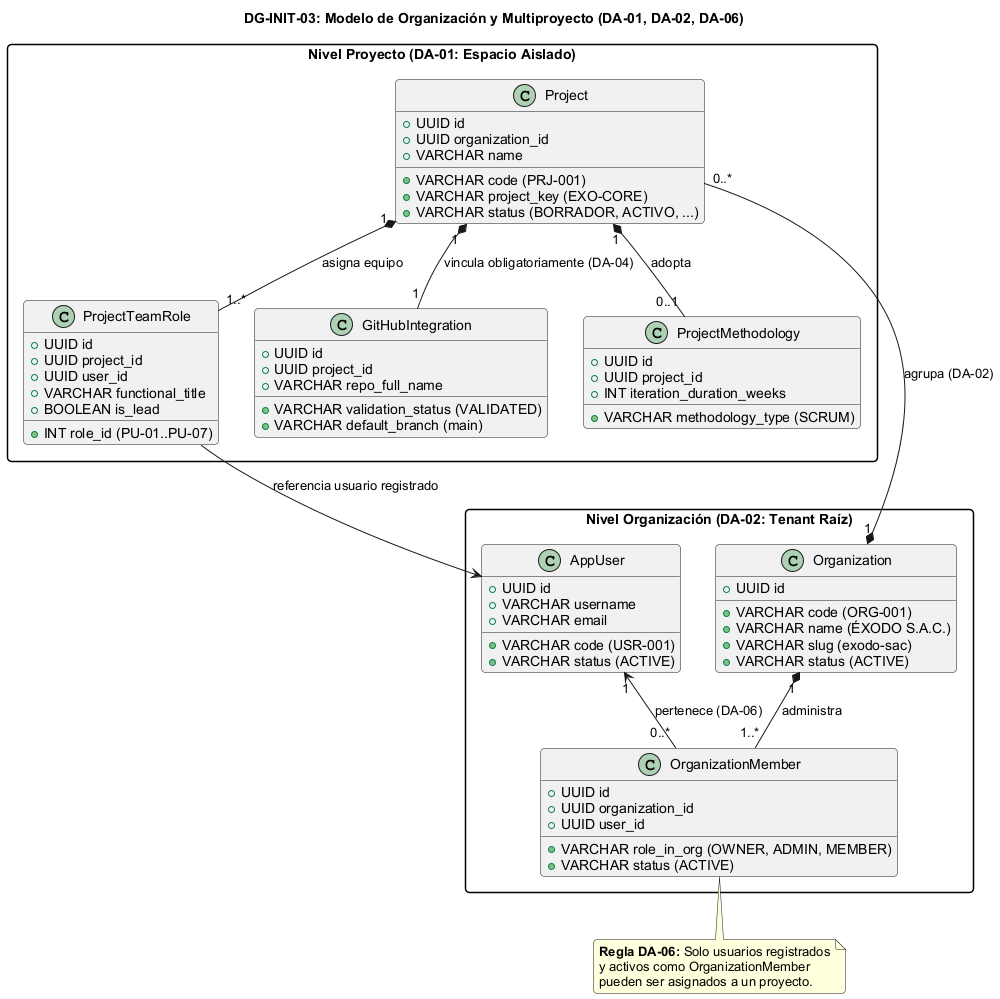 DG-INIT-03: Modelo de Organización y Multiproyecto (DA-01, DA-02, DA-06)
Nivel Proyecto (DA-01: Espacio Aislado)
C Project
UUID id
UUID organization_id
VARCHAR name
VARCHAR code (PRJ-001)
VARCHAR project_key (EXO-CORE)
VARCHAR status (BORRADOR, ACTIVO, ...)
0..*
1
1
1
asigna equipo
vincula obligatoriamente (DA-04)
adopta
1..*
1
0..1
C ProjectTeamRole
UUID id
UUID project_id
UUID user_id
VARCHAR functional_title
BOOLEAN is_lead
INT role_id (PU-01..PU-07)
C GitHubIntegration
UUID id
UUID project_id
VARCHAR repo_full_name
VARCHAR validation_status (VALIDATED)
VARCHAR default_branch (main)
C ProjectMethodology
UUID id
UUID project_id
INT iteration_duration_weeks
VARCHAR methodology_type (SCRUM)
agrupa (DA-02)
referencia usuario registrado
Nivel Organización (DA-02: Tenant Raíz)
1
C AppUser
UUID id
VARCHAR username
VARCHAR email
VARCHAR code (USR-001)
VARCHAR status (ACTIVE)
C Organization
UUID id
VARCHAR code (ORG-001)
VARCHAR name (ÉXODO S.A.C.)
VARCHAR slug (exodo-sac)
VARCHAR status (ACTIVE)
1
1
pertenece (DA-06)
administra
0..*
1..*
C OrganizationMember
UUID id
UUID organization_id
UUID user_id
VARCHAR role_in_org (OWNER, ADMIN, MEMBER)
VARCHAR status (ACTIVE)
Regla DA-06: Solo usuarios registrados
y activos como OrganizationMember
pueden ser asignados a un proyecto.